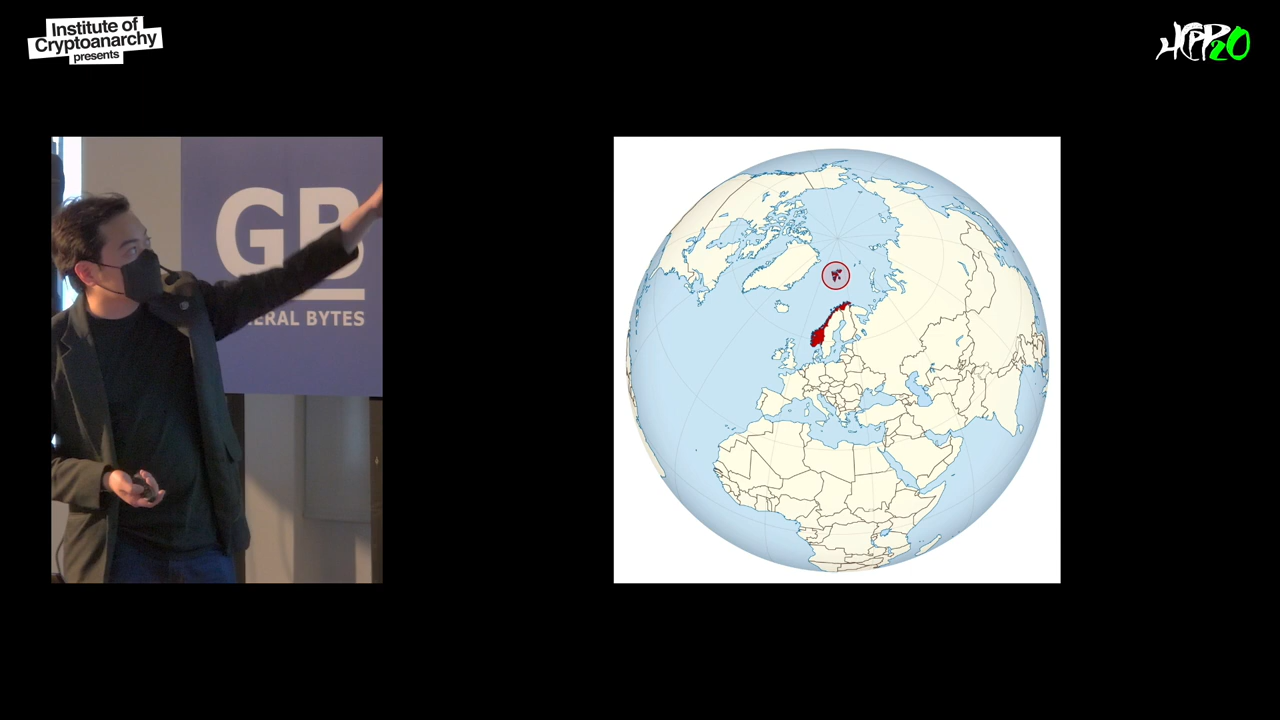 Institute of
Cryptoanarchy
presents
HCPP20
GB
ERAL BYTES